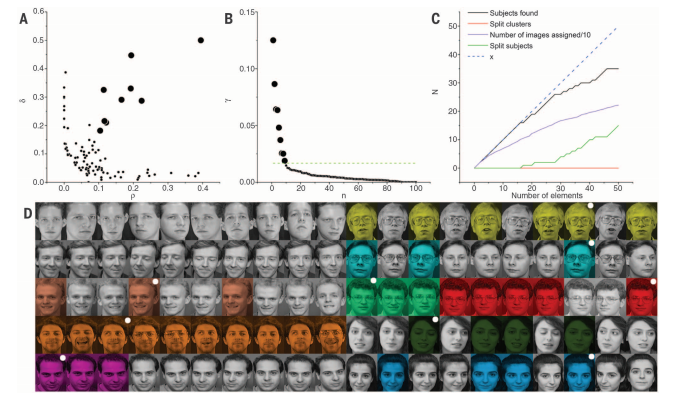 A
0.6
0.5
0.4
0.3
0.2
0.1
0.0
δ
0.0 0.1 0.2 0.3 0.4
ρ
B
0.15
0.10
0.05
0.00
γ
0 20 40 60 80 100
n
C
50
40
30
20
10
0
N
Subjects found
Split clusters
Number of images assigned/10
Split subjects
x
0 10 20 30 40 50
Number of elements
D